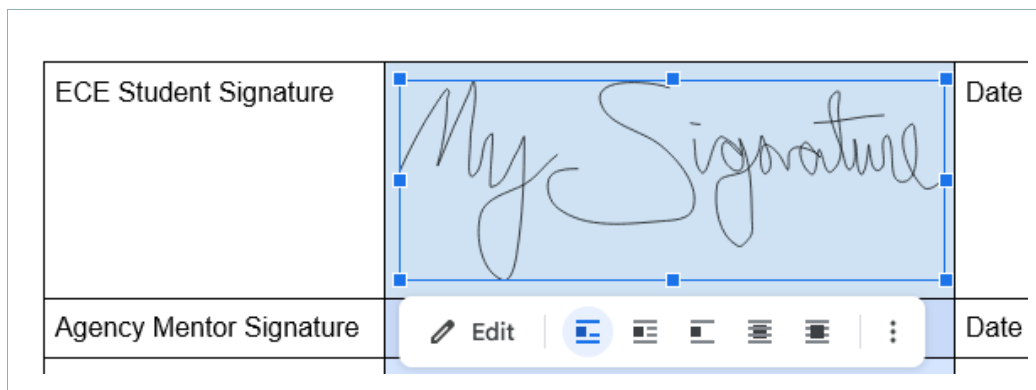 ECE Student Signature My Signature Date
Edit
Agency Mentor Signature Date